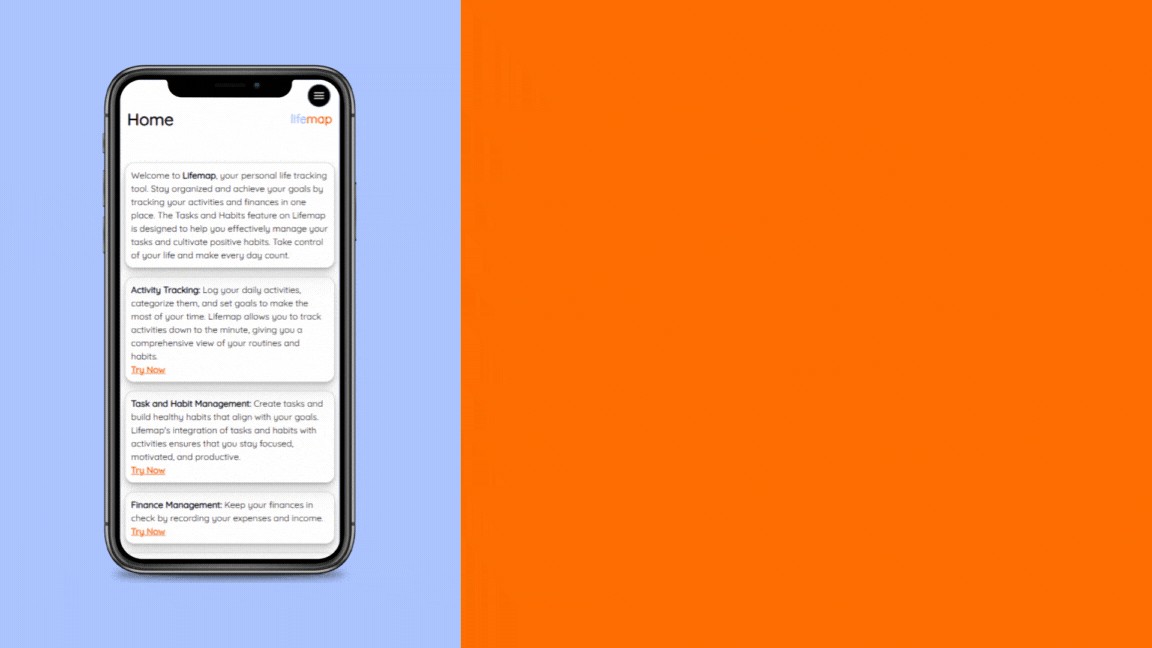 Home
lifemap
Welcome to Lifemap, your personal life tracking
tool. Stay organized and achieve your goals by
tracking your activities and finances in one
place. The Tasks and Habits feature on Lifemap
is designed to help you effectively manage your
tasks and cultivate positive habits. Take control
of your life and make every day count.
Activity Tracking: Log your daily activities,
categorize them, and set goals to make the
most of your time. Lifemap allows you to track
activities down to the minute, giving you a
comprehensive view of your routines and
habits.
Try Now
Task and Habit Management: Create tasks and
build healthy habits that align with your goals.
Lifemap's integration of tasks and habits with
activities ensures that you stay focused,
motivated, and productive.
Try Now
Finance Management: Keep your finances in
check by recording your expenses and income.
Try Now